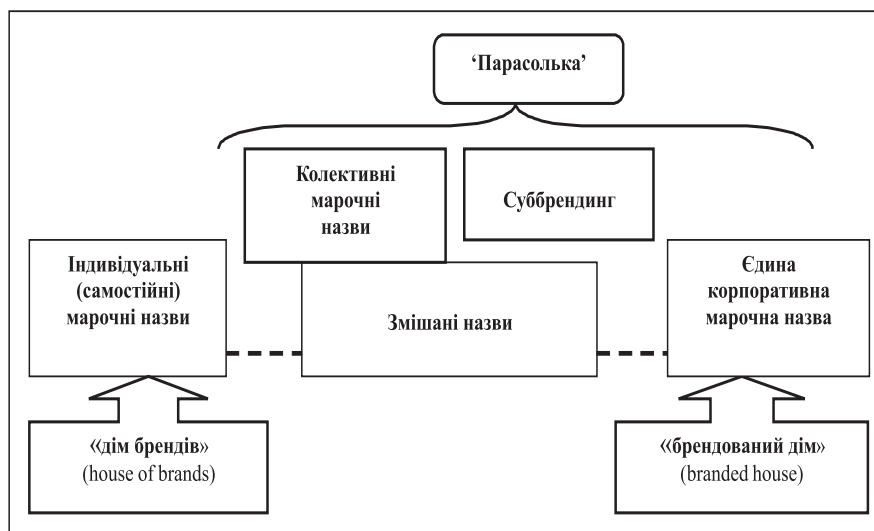 ‘Парасолька’
Колективні
марочні
назви
Суббрендинг
Індивідуальні
(самостійні)
марочні назви
Змішані назви
Єдина
корпоративна
марочна назва
«дім брендів»
(house of brands)
«брендований дім»
(branded house)